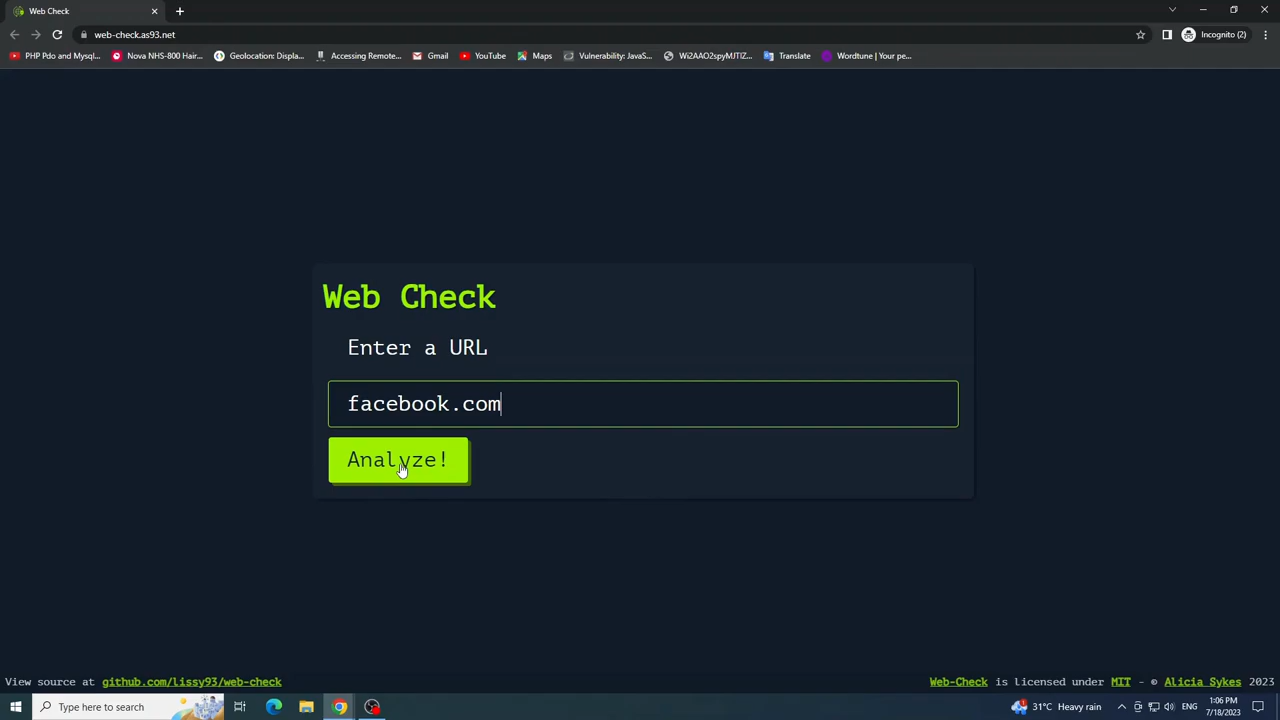 Web Check
web-check.as93.net
Incognito (2)
PHP Pdo and Mysql...
Nova NHS-800 Hair...
Geolocation: Displa...
Accessing Remote...
Gmail
YouTube
Maps
Vulnerability: JavaS...
Wi2AAO2spyMJTlZ...
Translate
Wordtune | Your pe...
Web Check
Enter a URL
facebook.com
Analyze!
View source at github.com/lissy93/web-check
Web-Check is licensed under MIT - © Alicia Sykes 2023
Type here to search
31°C Heavy rain
ENG
1:06 PM
7/18/2023